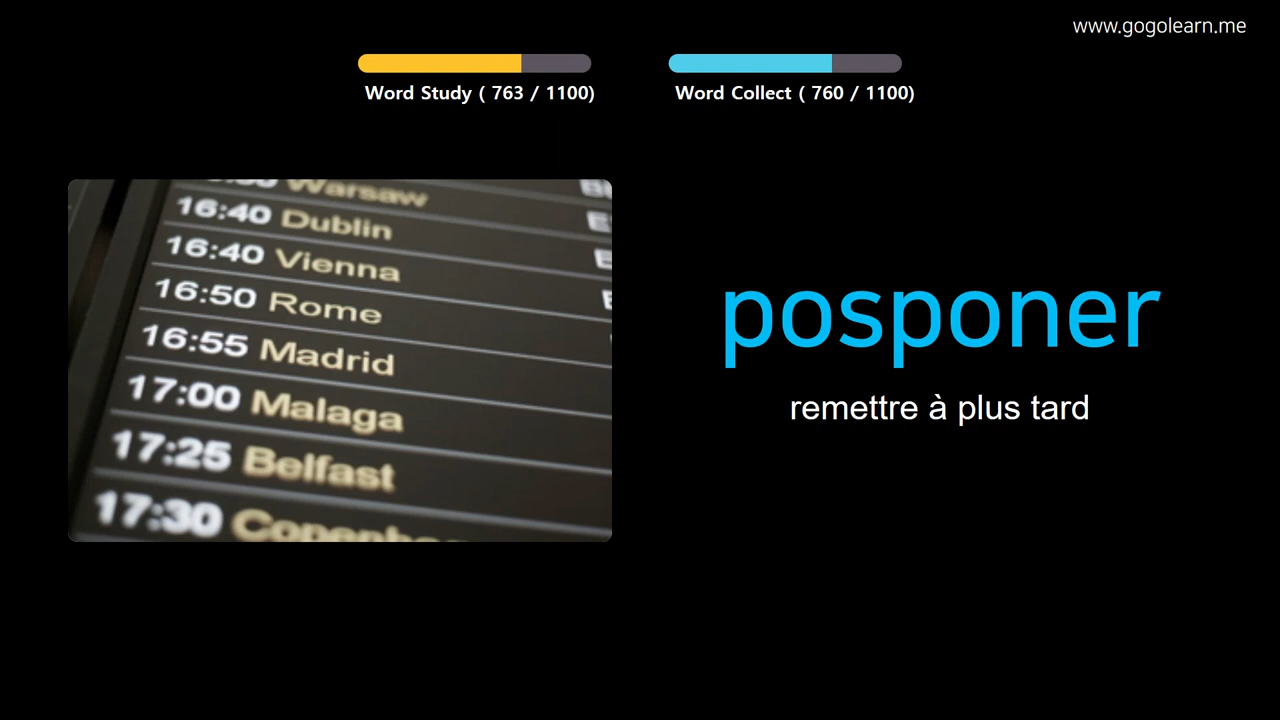 www.gogolearn.me
Word Study ( 763 / 1100)
Word Collect ( 760 / 1100)
Warsaw
16:40 Dublin
16:40 Vienna
16:50 Rome
16:55 Madrid
17:00 Malaga
17:25 Belfast
17:30
posponer
remettre à plus tard